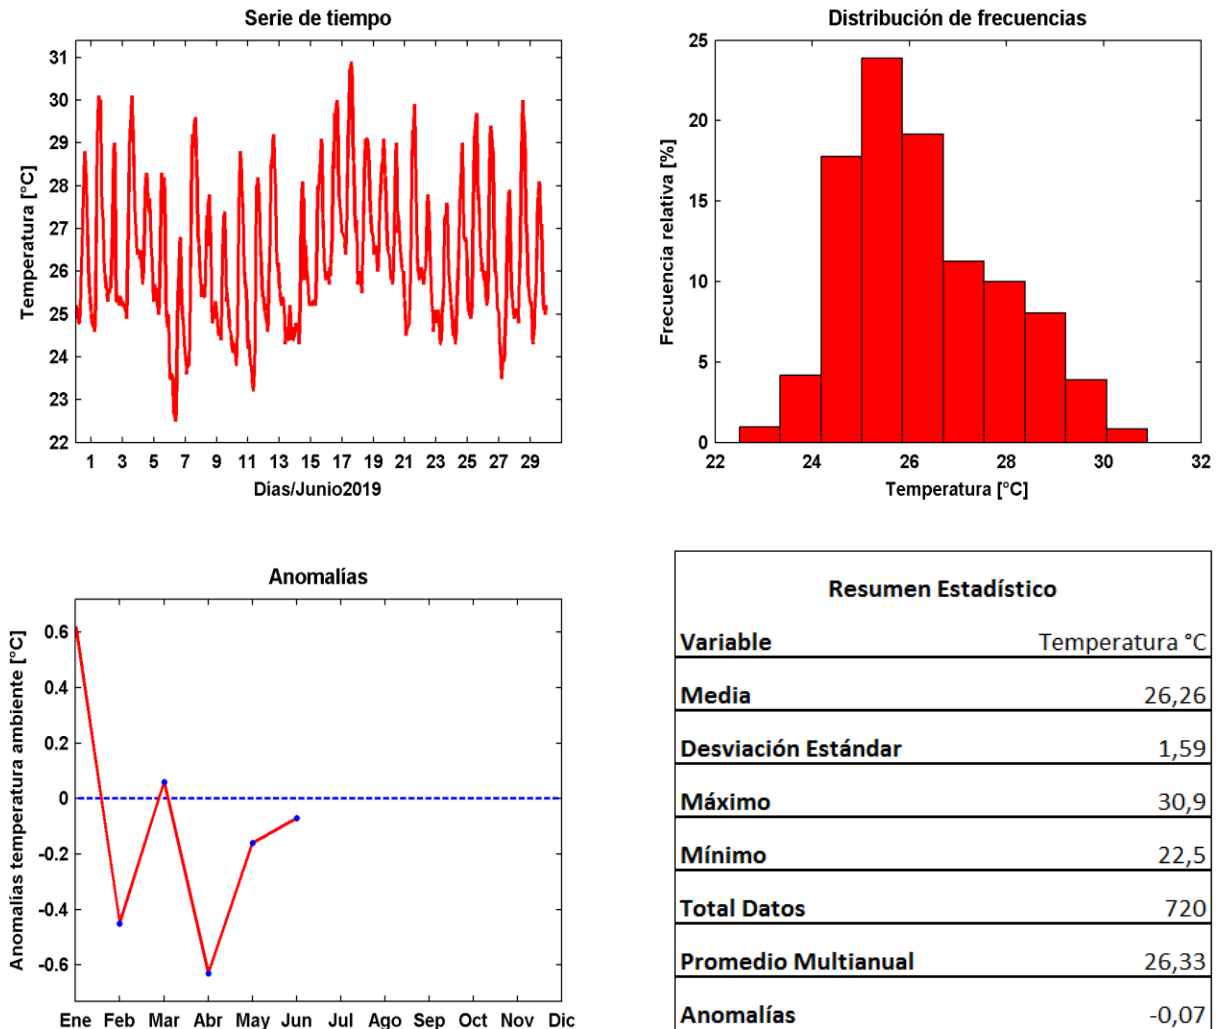 Serie de tiempo
Temperatura [°C]
31
30
29
28
27
26
25
24
23
22
1 3 5 7 9 11 13 15 17 19 21 23 25 27 29
Días/Junio2019
Distribución de frecuencias
Frecuencia relativa [%]
25
20
15
10
5
0
22 24 26 28 30 32
Temperatura [°C]
Anomalías
Anomalías temperatura ambiente [°C]
0.6
0.4
0.2
0
-0.2
-0.4
-0.6
Ene Feb Mar Abr May Jun Jul Ago Sep Oct Nov Dic
Resumen Estadístico
Variable Temperatura °C
Media 26,26
Desviación Estándar 1,59
Máximo 30,9
Mínimo 22,5
Total Datos 720
Promedio Multianual 26,33
Anomalías -0,07